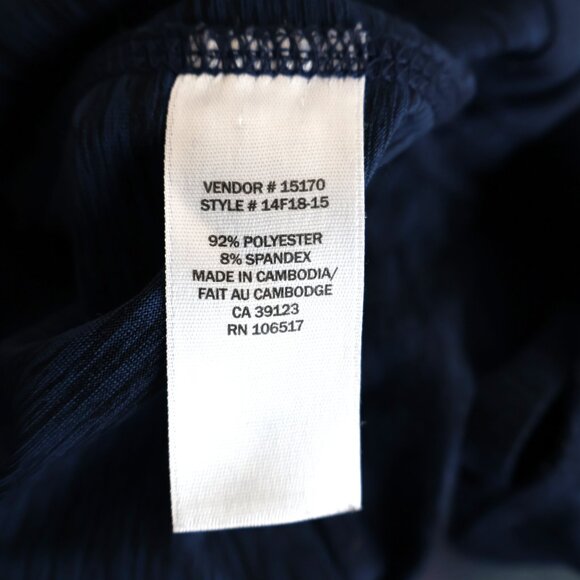 VENDOR # 15170
STYLE # 14F18-15
92% POLYESTER
8% SPANDEX
MADE IN CAMBODIA/
FAIT AU CAMBODGE
CA 39123
RN 106517